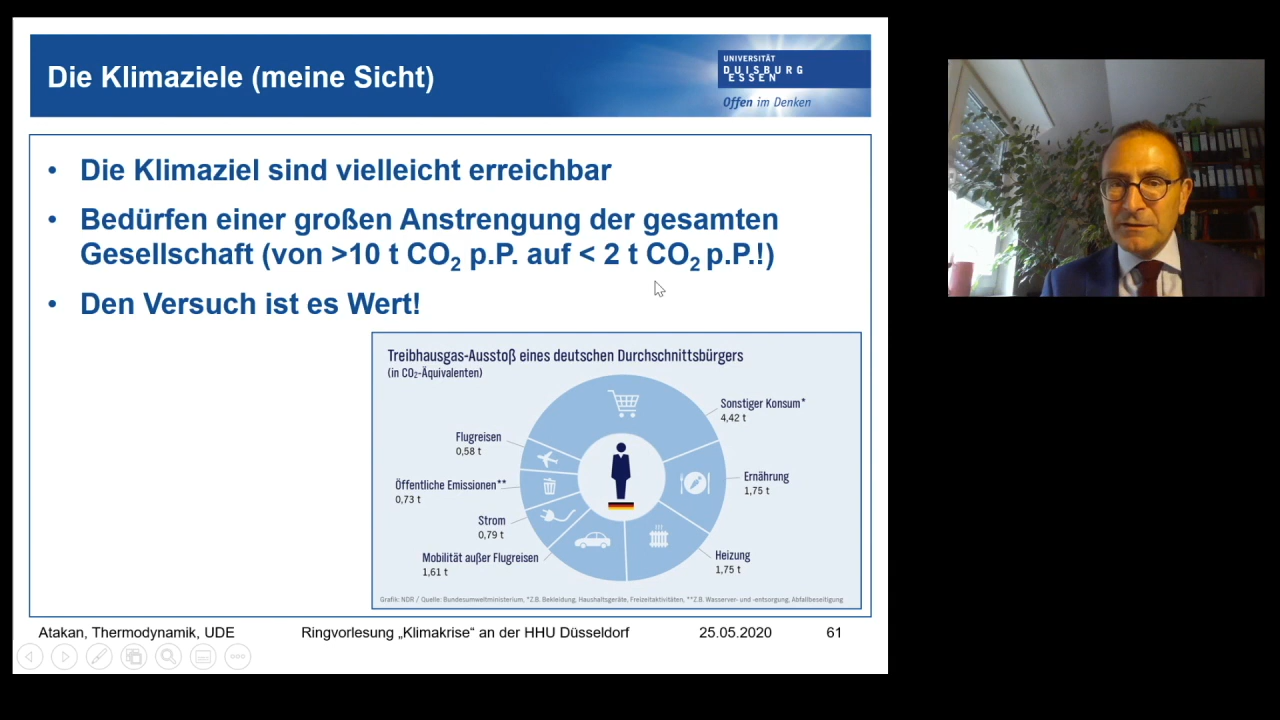 Die Klimaziele (meine Sicht)
UNIVERSITÄT
DUISBURG
ESSEN
Offen im Denken
• Die Klimaziel sind vielleicht erreichbar
• Bedürfen einer großen Anstrengung der gesamten
Gesellschaft (von >10 t CO₂ p.P. auf < 2 t CO₂ p.P.!)
• Den Versuch ist es Wert!
Treibhausgas-Ausstoß eines deutschen Durchschnittsbürgers
(in CO₂-Äquivalenten)
Sonstiger Konsum*
4,42 t
Flugreisen
0,58 t
Ernährung
1,75 t
Öffentliche Emissionen**
0,73 t
Strom
0,79 t
Heizung
1,75 t
Mobilität außer Flugreisen
1,61 t
Grafik: NDR / Quelle: Bundesumweltministerium, *Z.B. Bekleidung, Haushaltsgeräte, Freizeitaktivitäten, **Z.B. Wasserver- und -entsorgung, Abfallbeseitigung
Atakan, Thermodynamik, UDE
Ringvorlesung „Klimakrise“ an der HHU Düsseldorf
25.05.2020
61